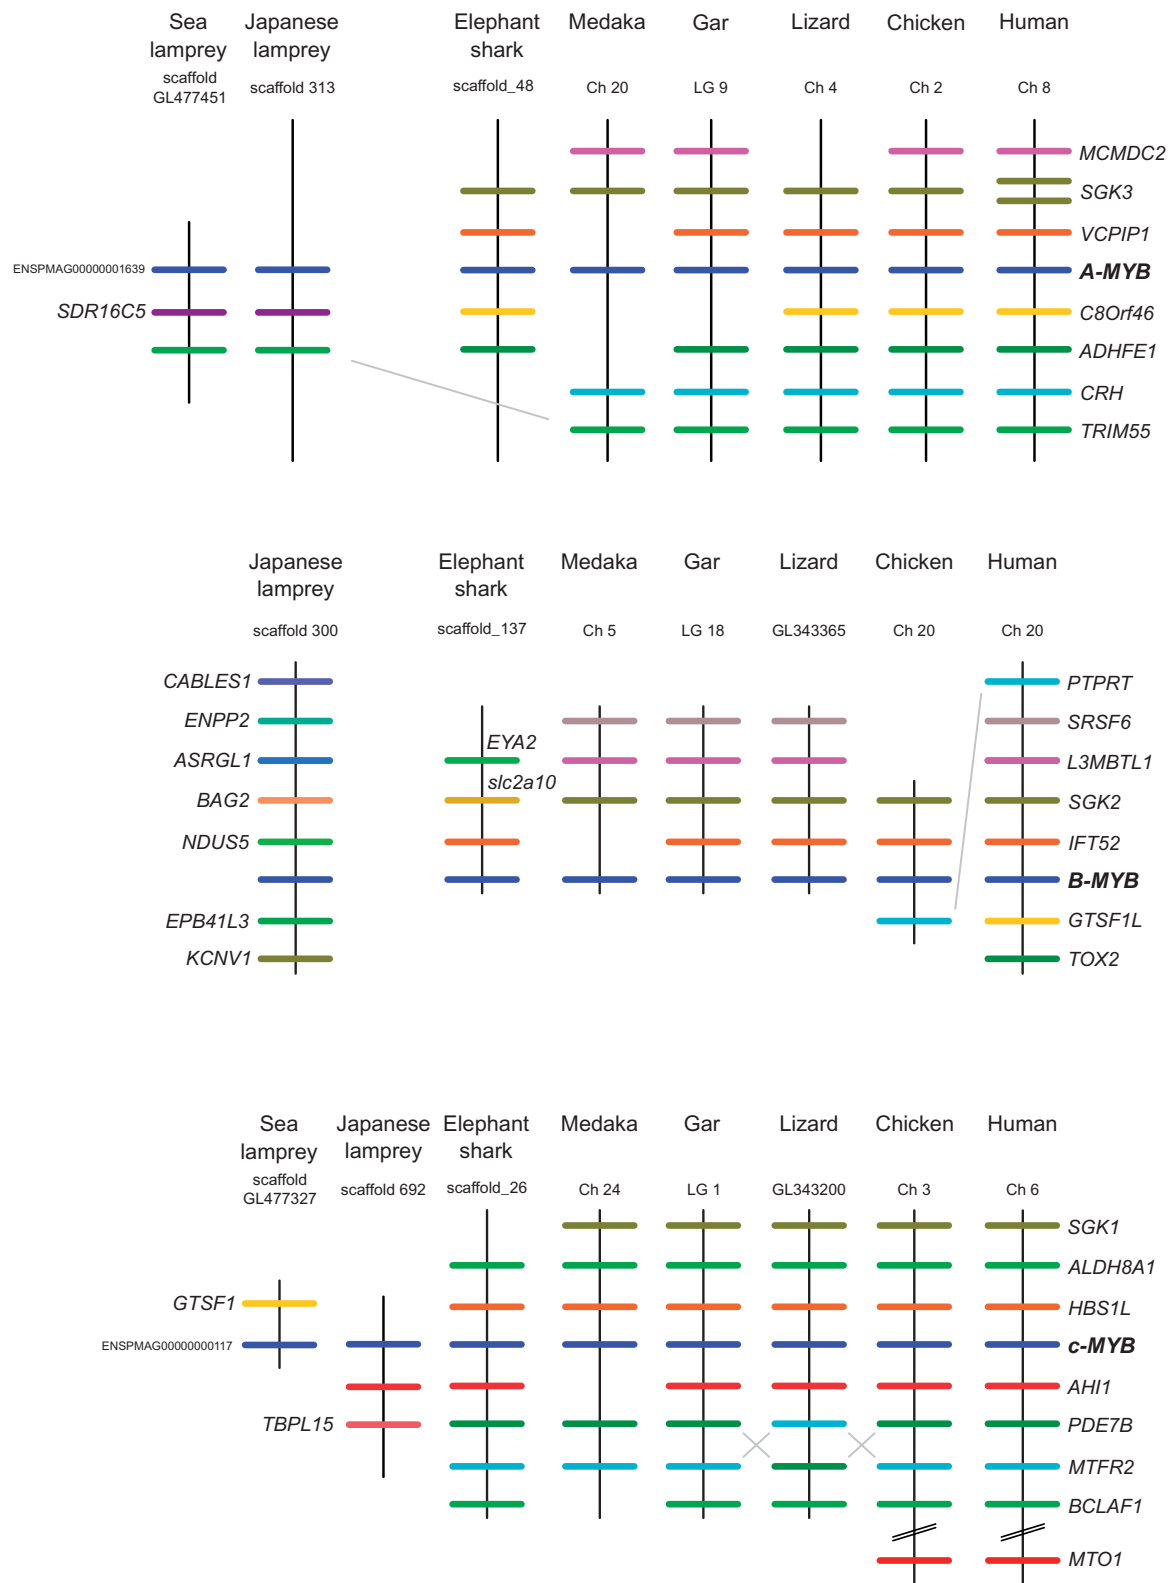 Sea lamprey
Japanese lamprey
Elephant shark
Medaka
Gar
Lizard
Chicken
Human
scaffold GL477451
scaffold 313
scaffold_48
Ch 20
LG 9
Ch 4
Ch 2
Ch 8
MCMDC2
SGK3
VCPIP1
ENSPMAG00000001639
A-MYB
SDR16C5
C8Orf46
ADHFE1
CRH
TRIM55
Japanese lamprey
Elephant shark
Medaka
Gar
Lizard
Chicken
Human
scaffold 300
scaffold_137
Ch 5
LG 18
GL343365
Ch 20
Ch 20
CABLES1
PTPRT
ENPP2
SRSF6
EYA2
ASRGL1
L3MBTL1
slc2a10
BAG2
SGK2
NDUS5
IFT52
B-MYB
EPB41L3
GTSF1L
KCNV1
TOX2
Sea lamprey
Japanese lamprey
Elephant shark
Medaka
Gar
Lizard
Chicken
Human
scaffold GL477327
scaffold 692
scaffold_26
Ch 24
LG 1
GL343200
Ch 3
Ch 6
SGK1
ALDH8A1
GTSF1
HBS1L
ENSPMAG00000000117
c-MYB
AHI1
TBPL15
PDE7B
MTFR2
BCLAF1
MTO1